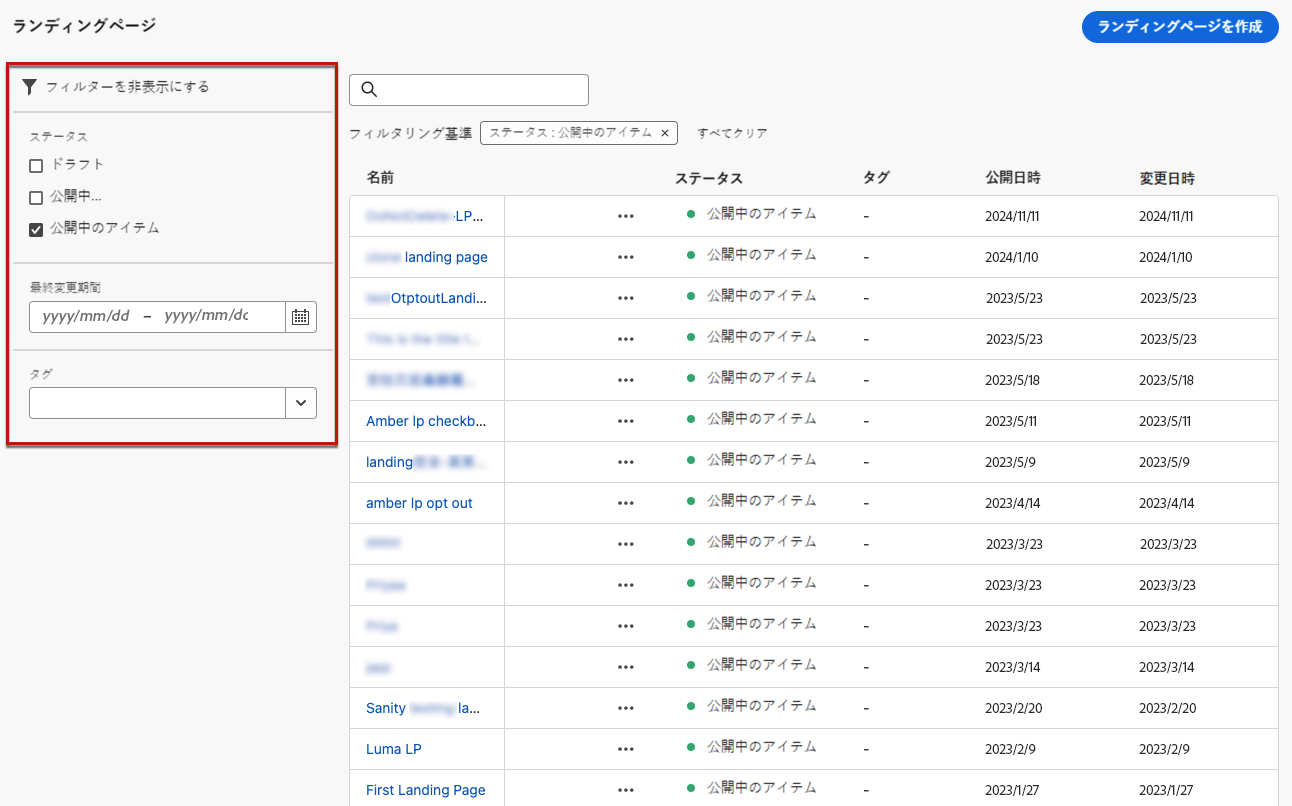 ランディングページ
ランディングページを作成
フィルターを非表示にする
ステータス
ドラフト
公開中...
公開中のアイテム
最終変更期間
yyyy/mm/dd – yyyy/mm/dc
タグ
フィルタリング基準 ステータス : 公開中のアイテム × すべてクリア
名前 ステータス タグ 公開日時 変更日時
-LP... ••• 公開中のアイテム - 2024/11/11 2024/11/11
landing page ••• 公開中のアイテム - 2024/1/10 2024/1/10
OtptoutLandi... ••• 公開中のアイテム - 2023/5/23 2023/5/23
••• 公開中のアイテム - 2023/5/23 2023/5/23
••• 公開中のアイテム - 2023/5/18 2023/5/18
Amber lp checkb... ••• 公開中のアイテム - 2023/5/11 2023/5/11
landing ••• 公開中のアイテム - 2023/5/9 2023/5/9
amber lp opt out ••• 公開中のアイテム - 2023/4/14 2023/4/14
••• 公開中のアイテム - 2023/3/23 2023/3/23
••• 公開中のアイテム - 2023/3/23 2023/3/23
••• 公開中のアイテム - 2023/3/23 2023/3/23
••• 公開中のアイテム - 2023/3/14 2023/3/14
Sanity la... ••• 公開中のアイテム - 2023/2/20 2023/2/20
Luma LP ••• 公開中のアイテム - 2023/2/9 2023/2/9
First Landing Page ••• 公開中のアイテム - 2023/1/27 2023/1/27